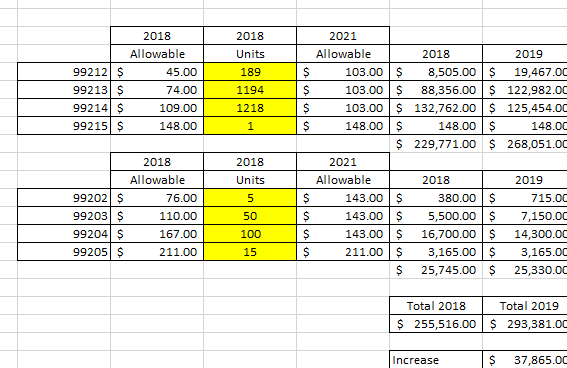 2018 2018 2021
Allowable Units Allowable 2018 2019
99212 $ 45.00 189 $ 103.00 $ 8,505.00 $ 19,467.00
99213 $ 74.00 1194 $ 103.00 $ 88,356.00 $ 122,982.00
99214 $ 109.00 1218 $ 103.00 $ 132,762.00 $ 125,454.00
99215 $ 148.00 1 $ 148.00 $ 148.00 $ 148.00
$ 229,771.00 $ 268,051.00
2018 2018 2021
Allowable Units Allowable 2018 2019
99202 $ 76.00 5 $ 143.00 $ 380.00 $ 715.00
99203 $ 110.00 50 $ 143.00 $ 5,500.00 $ 7,150.00
99204 $ 167.00 100 $ 143.00 $ 16,700.00 $ 14,300.00
99205 $ 211.00 15 $ 211.00 $ 3,165.00 $ 3,165.00
$ 25,745.00 $ 25,330.00
Total 2018 Total 2019
$ 255,516.00 $ 293,381.00
Increase $ 37,865.00